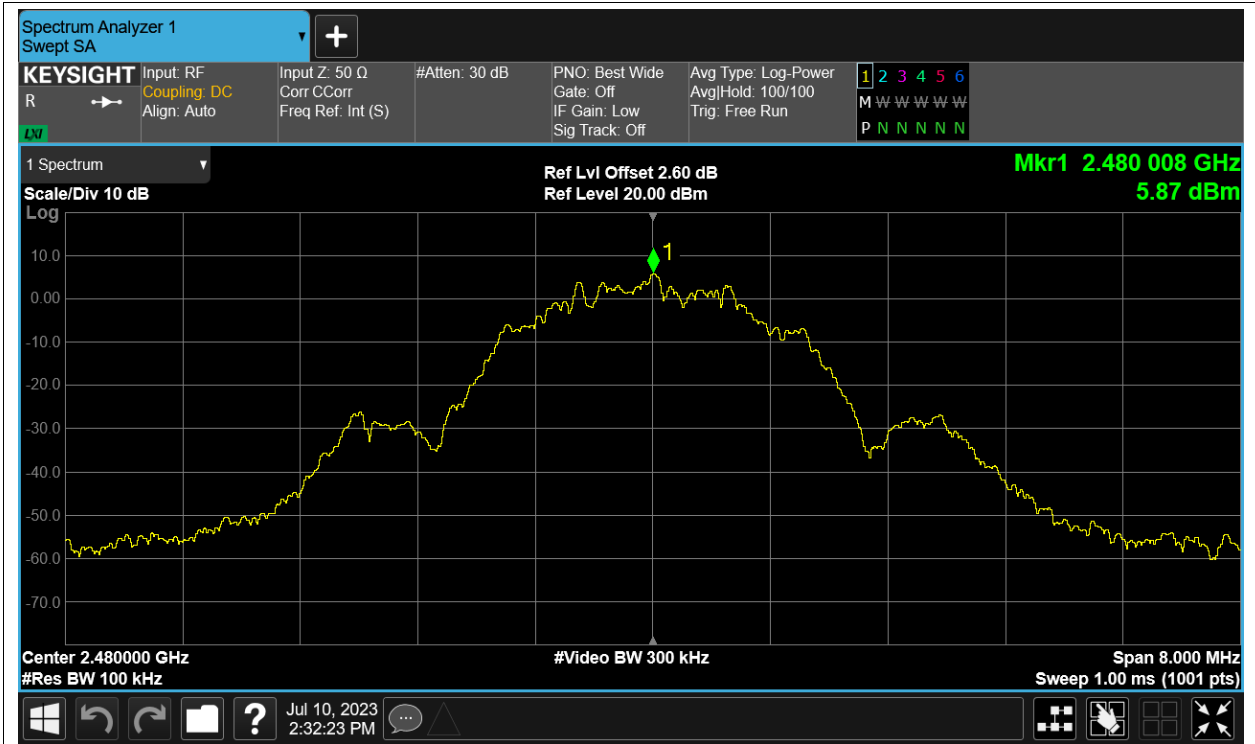 Spectrum Analyzer 1
Swept SA
KEYSIGHT
R
LXI
Input: RF
Coupling: DC
Align: Auto
Input Z: 50 Ω
Corr CCorr
Freq Ref: Int (S)
#Atten: 30 dB
PNO: Best Wide
Gate: Off
IF Gain: Low
Sig Track: Off
Avg Type: Log-Power
Avg|Hold: 100/100
Trig: Free Run
1 2 3 4 5 6
M W W W W W
P N N N N N
1 Spectrum
Scale/Div 10 dB
Log
Ref Lvl Offset 2.60 dB
Ref Level 20.00 dBm
Mkr1 2.480 008 GHz
5.87 dBm
1
10.0
0.00
-10.0
-20.0
-30.0
-40.0
-50.0
-60.0
-70.0
Center 2.480000 GHz
#Res BW 100 kHz
#Video BW 300 kHz
Span 8.000 MHz
Sweep 1.00 ms (1001 pts)
?
Jul 10, 2023
2:32:23 PM